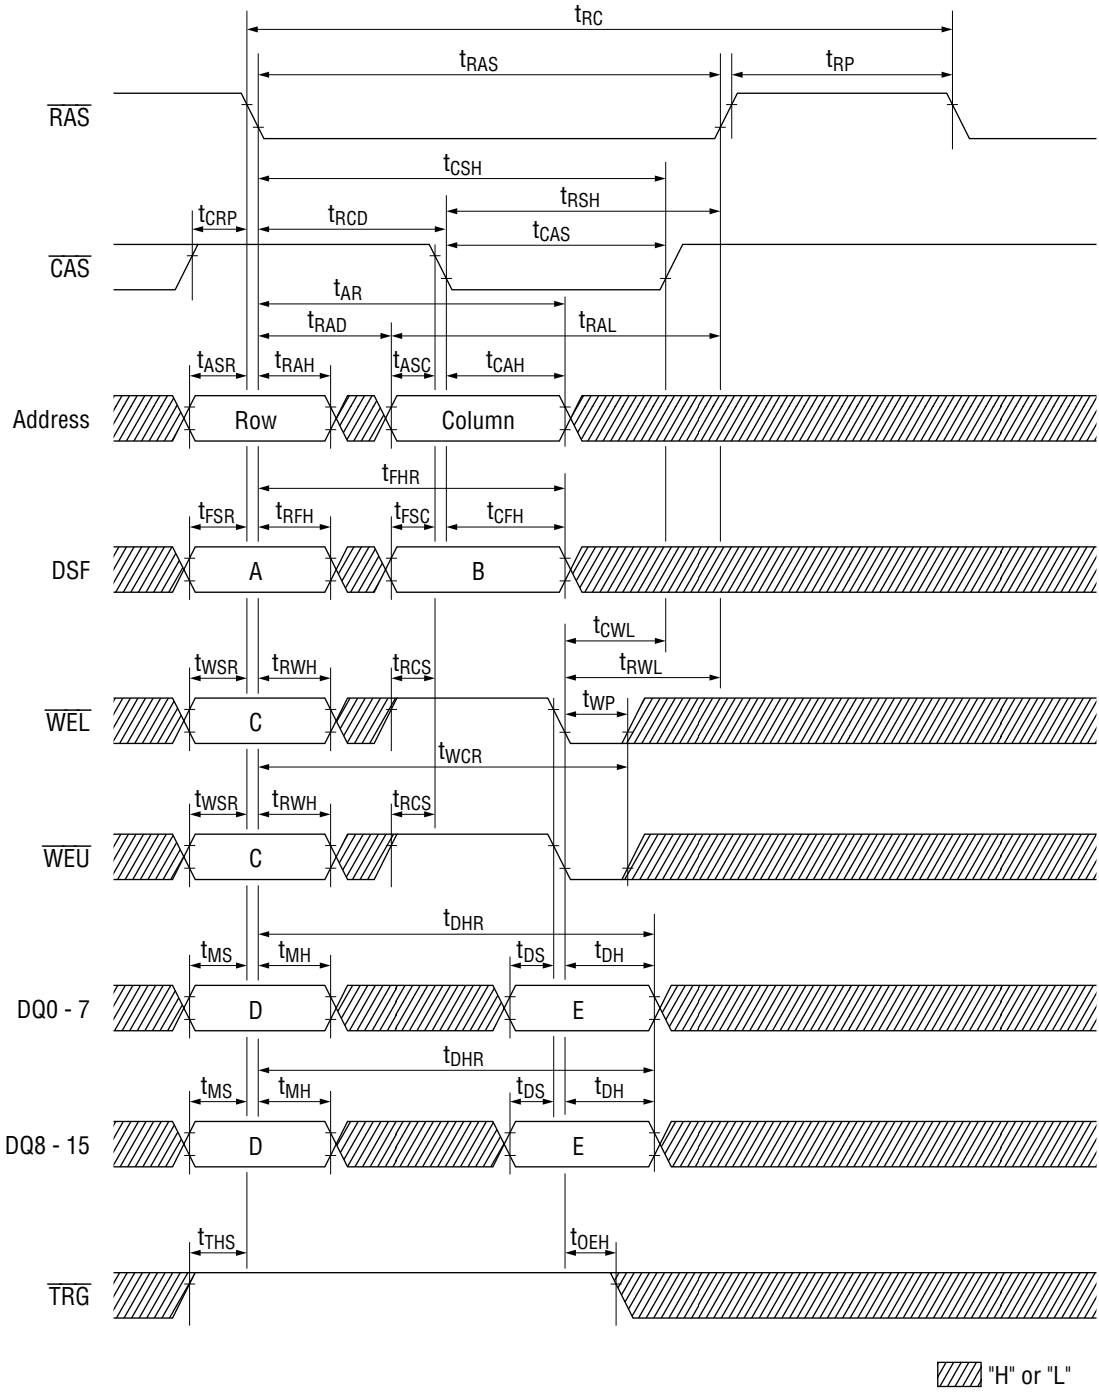 tRC
tRAS tRP
RAS
tCSH
tRSH
tCRP tRCD tCAS
CAS
tAR
tRAD tRAL
tASR tRAH tASC tCAH
Address Row Column
tFHR
tFSR tRFH tFSC tCFH
DSF A B
tCWL
tRWL
tWSR tRWH tRCS tWP
WEL C
tWCR
tWSR tRWH tRCS
WEU C
tDHR
tMS tMH tDS tDH
DQ0 - 7 D E
tDHR
tMS tMH tDS tDH
DQ8 - 15 D E
tTHS tOEH
TRG
"H" or "L"